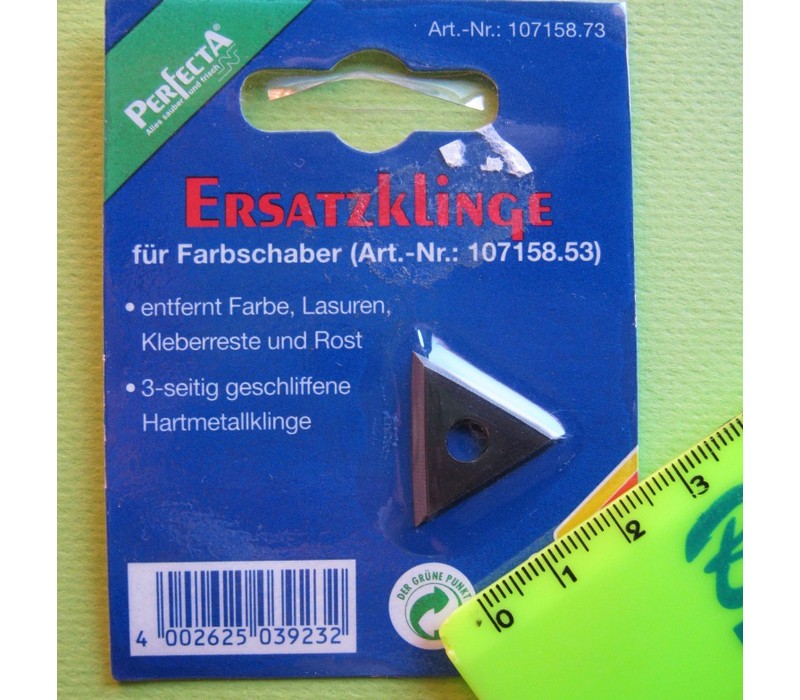 Art.-Nr.: 107158.73
PERFECTA®
Alles sauber und frisch
ERSATZKLINGE
für Farbschaber (Art.-Nr.: 107158.53)
• entfernt Farbe, Lasuren,
Kleberreste und Rost
• 3-seitig geschliffene
Hartmetallklinge
DER GRÜNE PUNKT
4 002625 039232
0 1 2 3